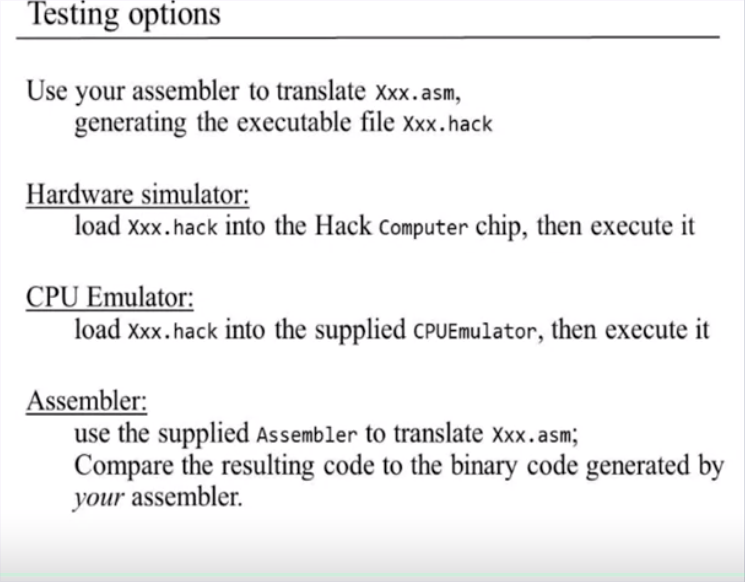 Testing options
Use your assembler to translate Xxx.asm,
generating the executable file Xxx.hack
Hardware simulator:
load Xxx.hack into the Hack Computer chip, then execute it
CPU Emulator:
load Xxx.hack into the supplied CPUEmulator, then execute it
Assembler:
use the supplied Assembler to translate Xxx.asm;
Compare the resulting code to the binary code generated by
your assembler.